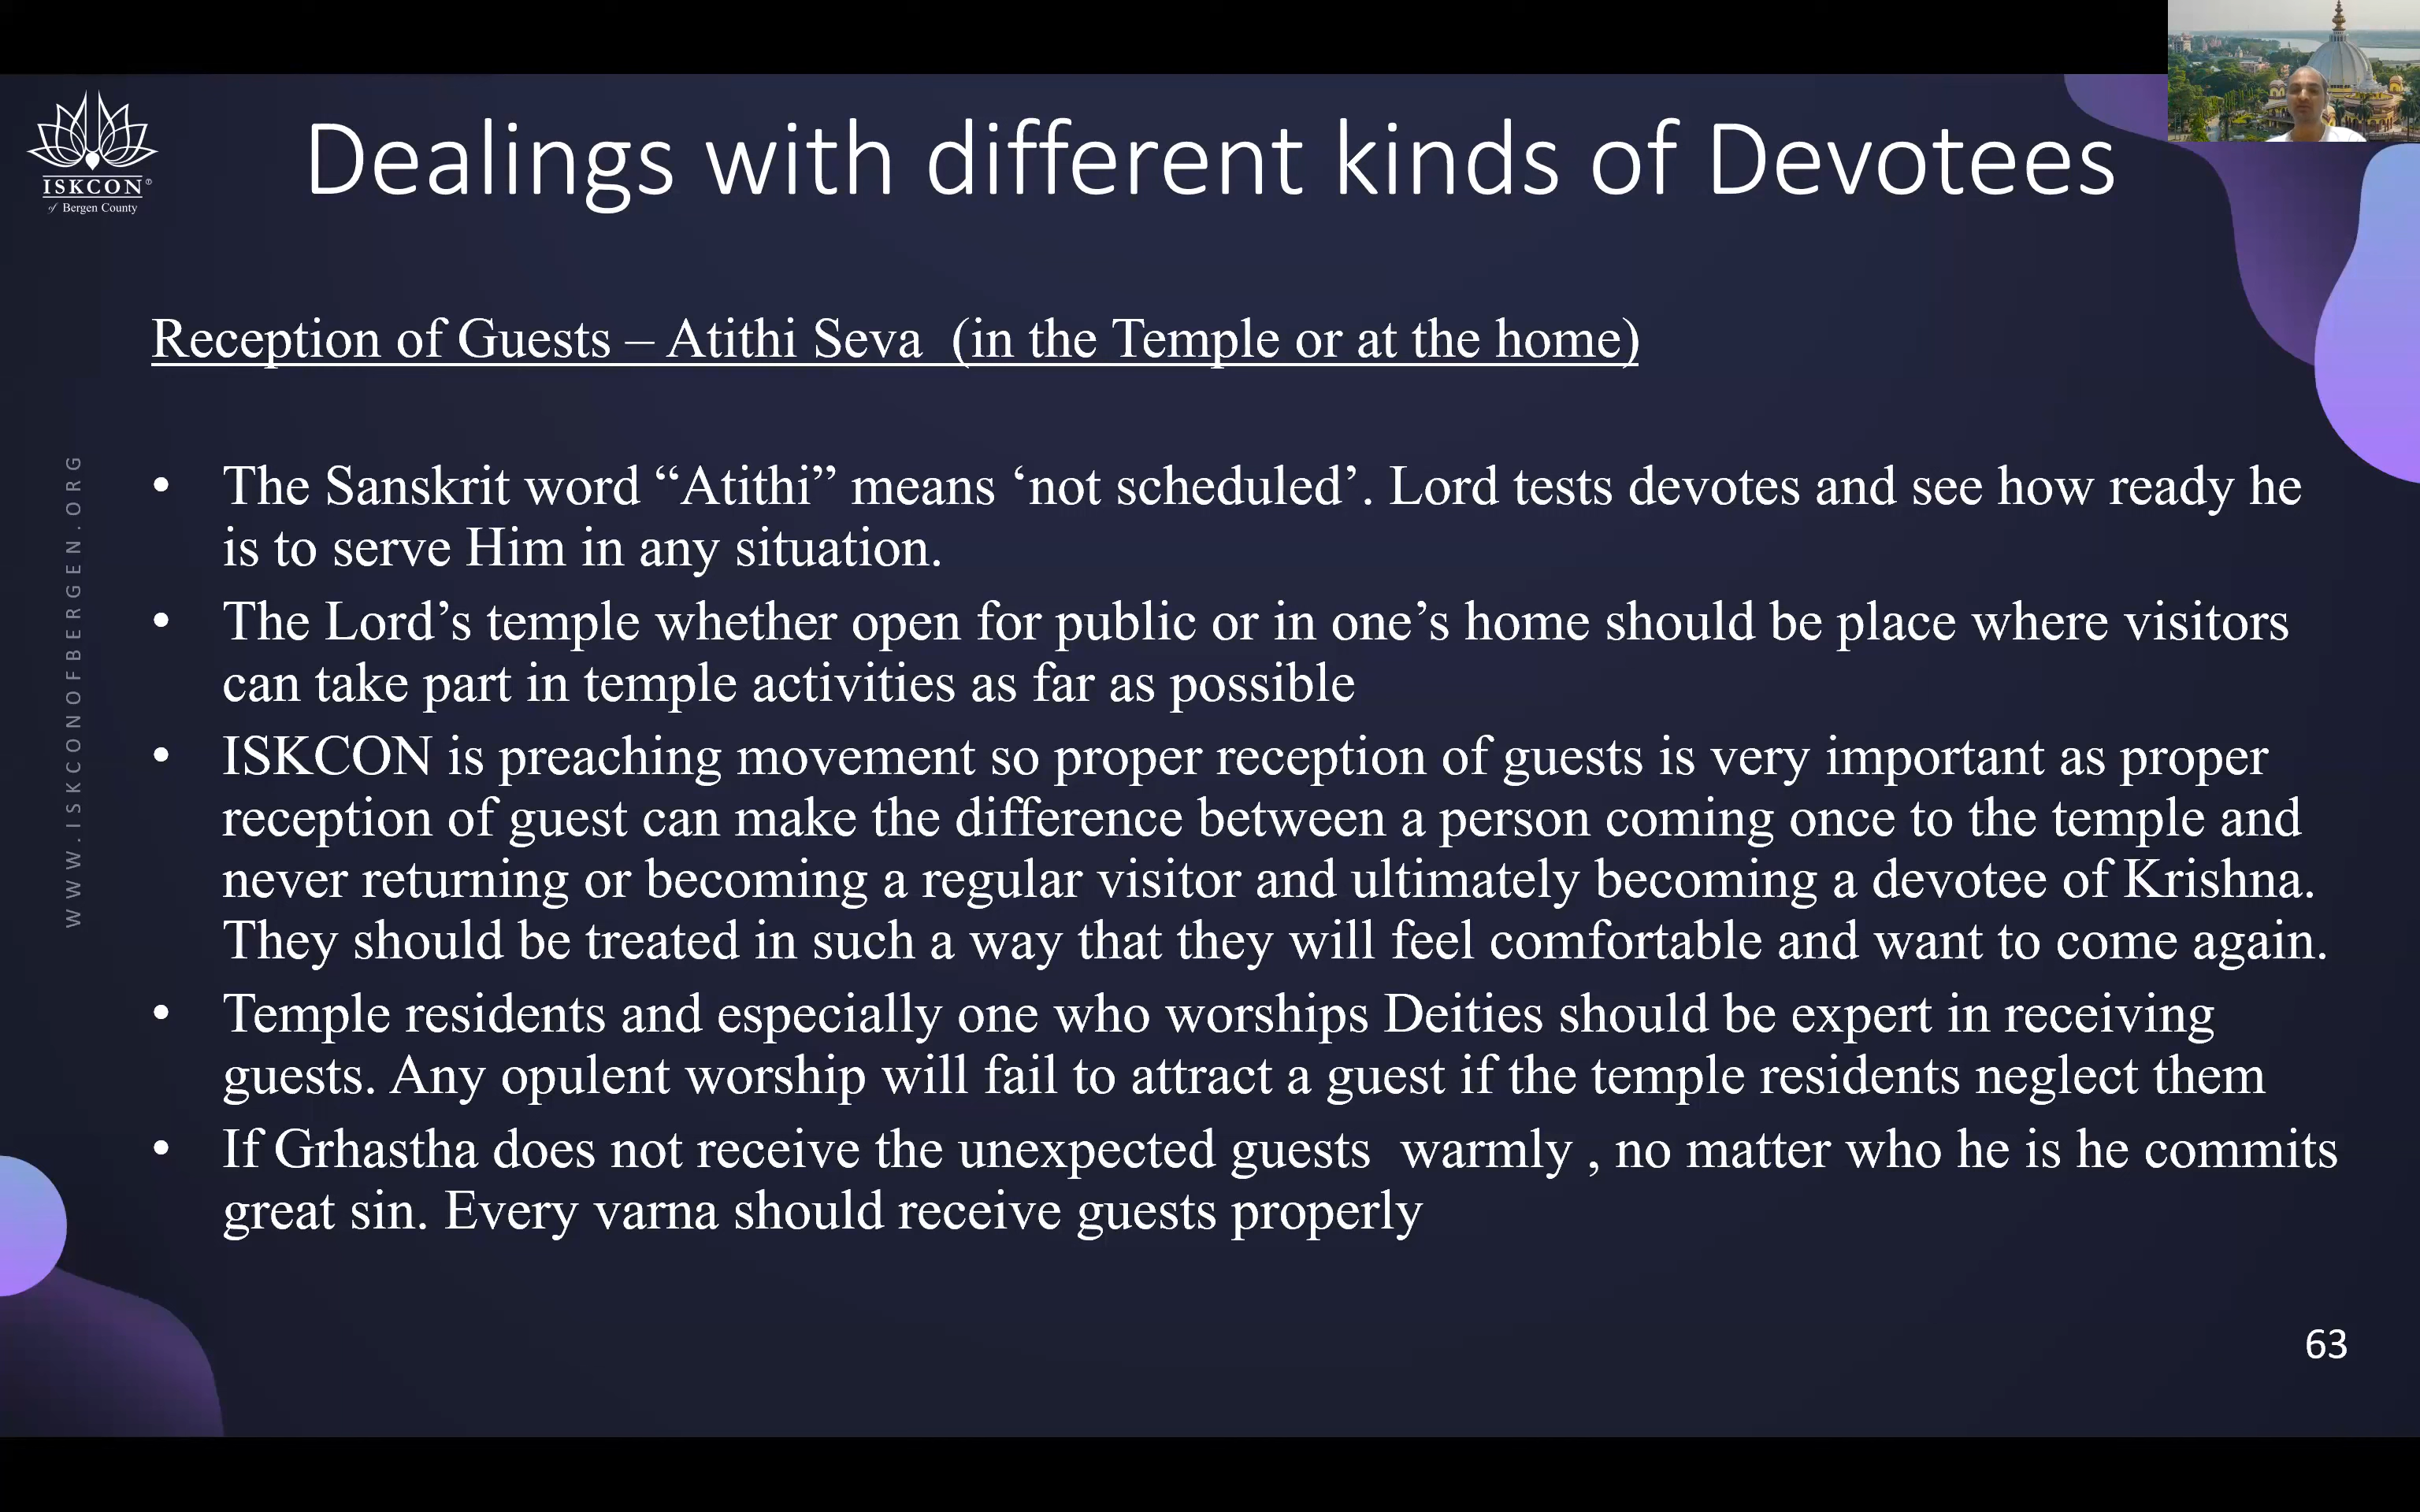 ISKCON®
of Bergen County
Dealings with different kinds of Devotees
WWW.ISKCONOFBERGEN.ORG
Reception of Guests – Atithi Seva  (in the Temple or at the home)
• The Sanskrit word “Atithi” means ‘not scheduled’. Lord tests devotes and see how ready he
is to serve Him in any situation.
• The Lord’s temple whether open for public or in one’s home should be place where visitors
can take part in temple activities as far as possible
• ISKCON is preaching movement so proper reception of guests is very important as proper
reception of guest can make the difference between a person coming once to the temple and
never returning or becoming a regular visitor and ultimately becoming a devotee of Krishna.
They should be treated in such a way that they will feel comfortable and want to come again.
• Temple residents and especially one who worships Deities should be expert in receiving
guests. Any opulent worship will fail to attract a guest if the temple residents neglect them
• If Grhastha does not receive the unexpected guests  warmly , no matter who he is he commits
great sin. Every varna should receive guests properly
63